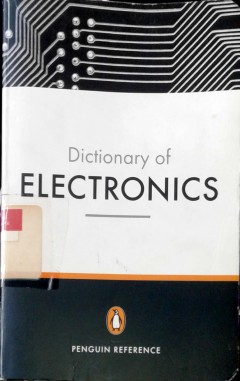 Dictionary of
ELECTRONICS
PENGUIN REFERENCE